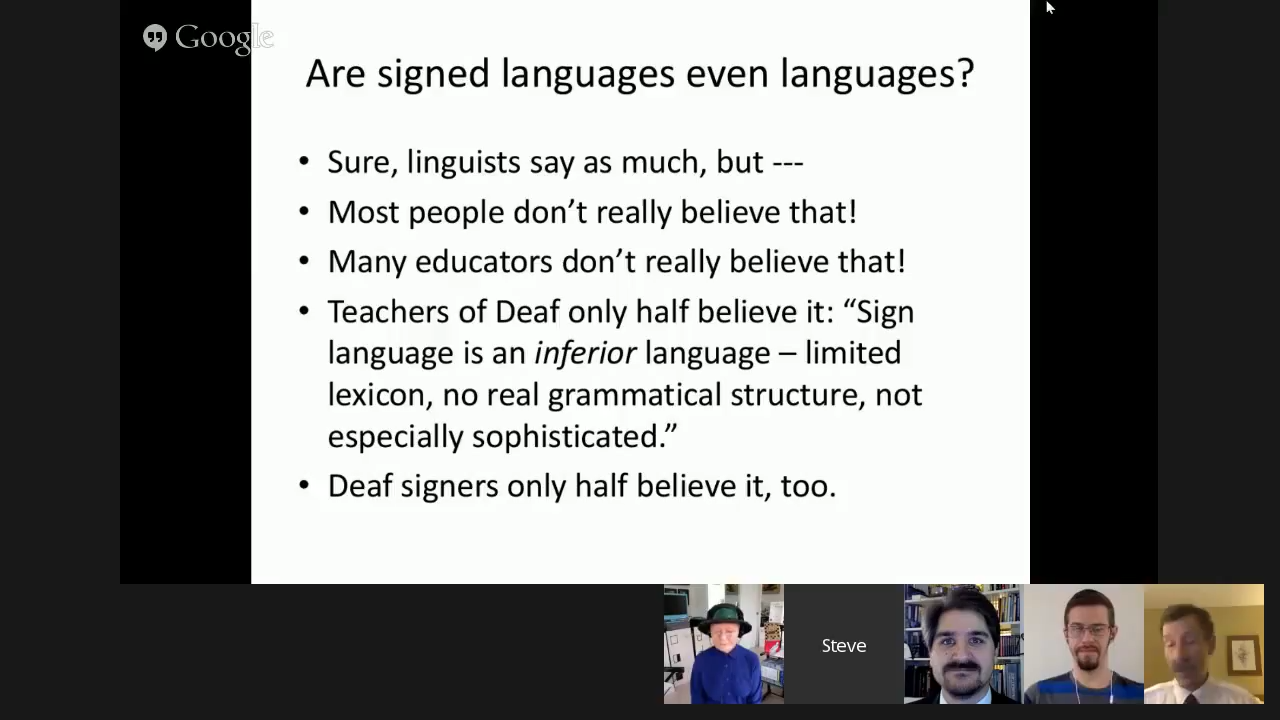 Google
Are signed languages even languages?
• Sure, linguists say as much, but ---
• Most people don’t really believe that!
• Many educators don’t really believe that!
• Teachers of Deaf only half believe it: “Sign
language is an inferior language – limited
lexicon, no real grammatical structure, not
especially sophisticated.”
• Deaf signers only half believe it, too.
Steve